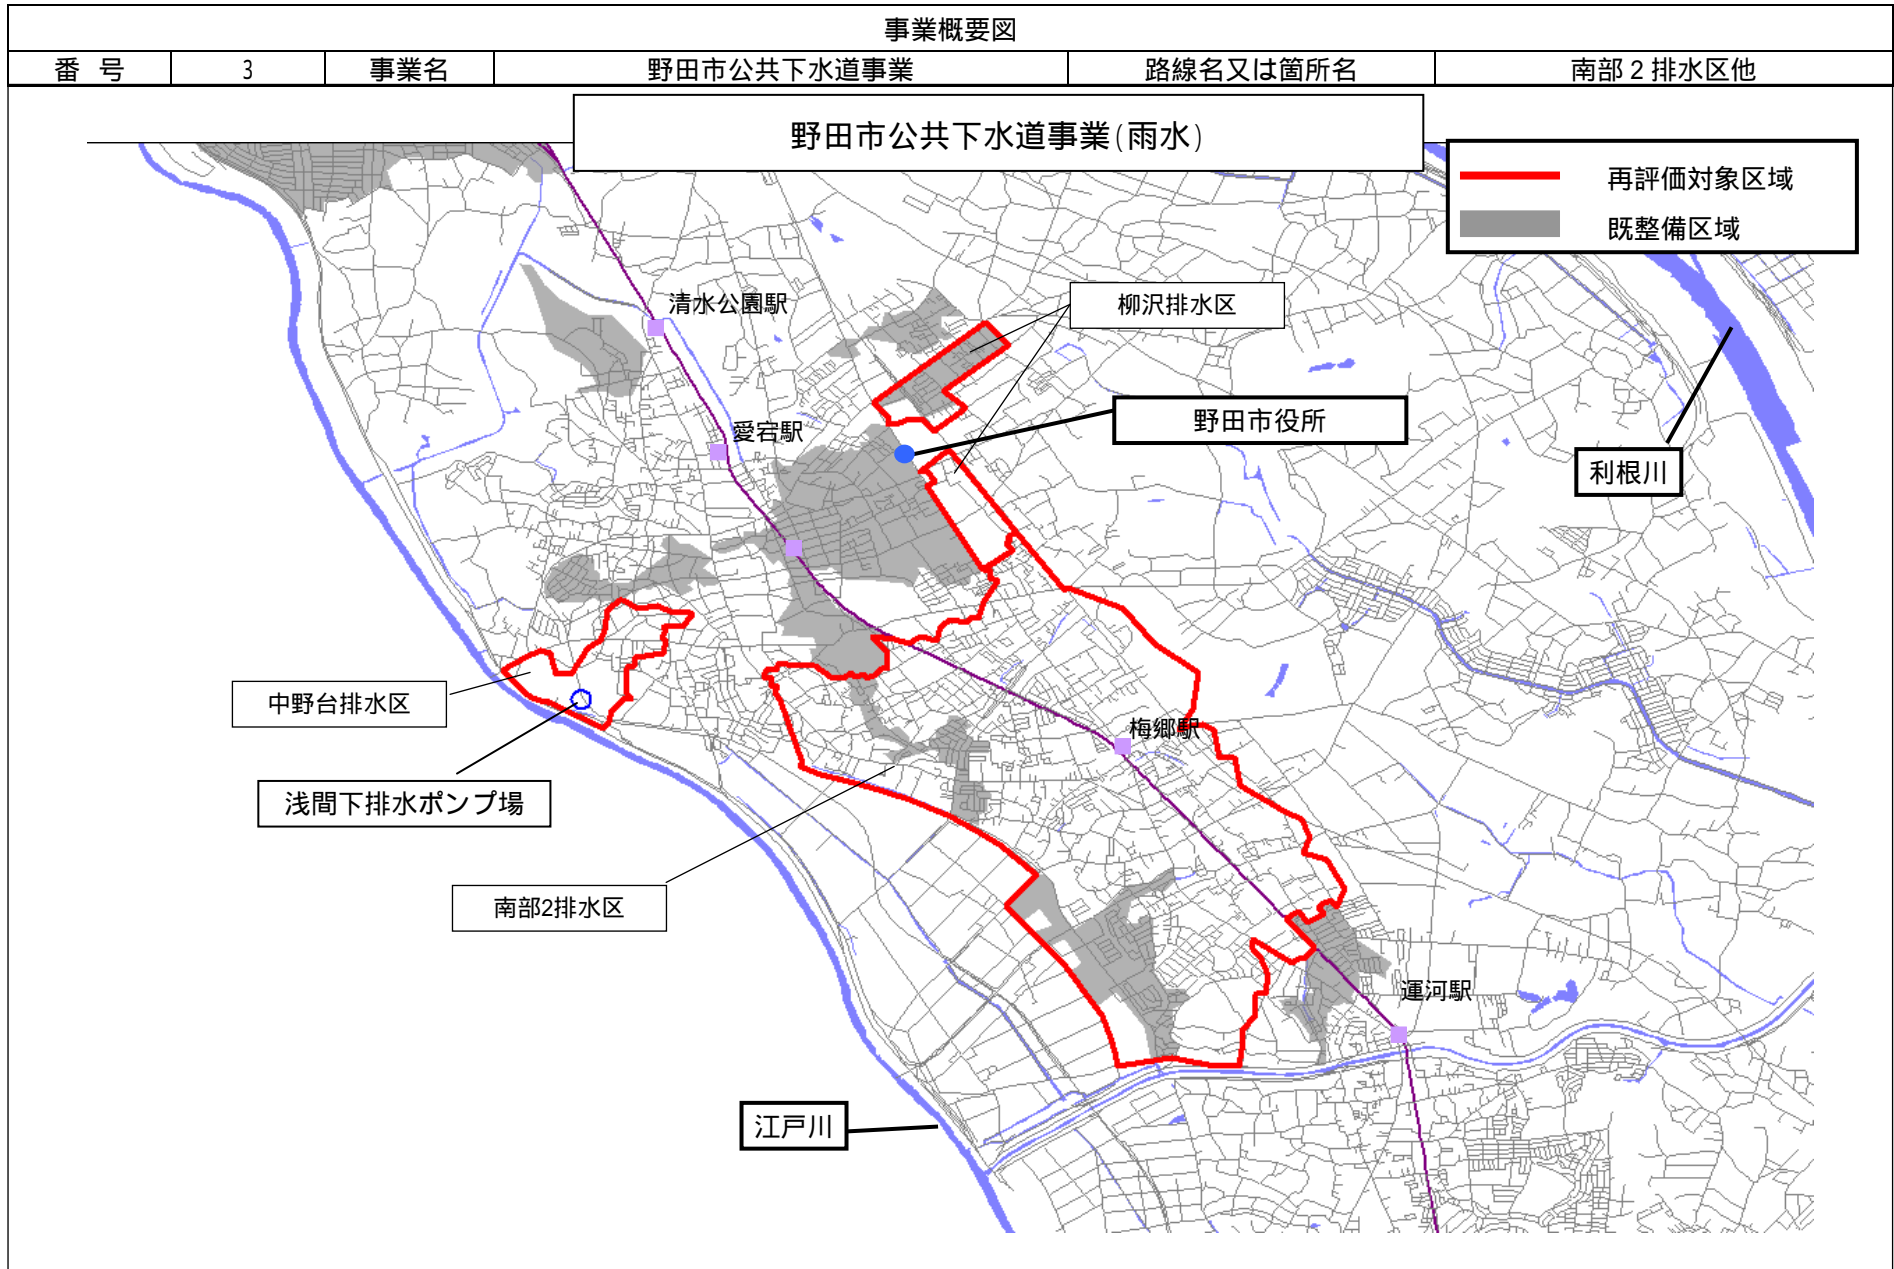 事業概要図
番 号 3 事業名 野田市公共下水道事業 路線名又は箇所名 南部2排水区他
野田市公共下水道事業(雨水)
再評価対象区域
既整備区域
清水公園駅
柳沢排水区
野田市役所
愛宕駅
利根川
中野台排水区
梅郷駅
浅間下排水ポンプ場
南部2排水区
運河駅
江戸川